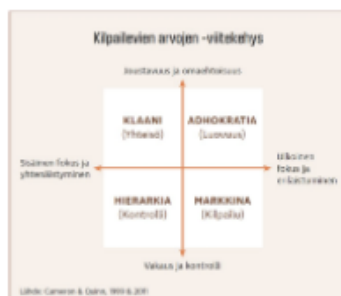 Kilpailevien arvojen -viitekehys
Joustavuus ja omaehtoisuus
KLAANI
(Yhteisö)
ADHOKRATIA
(Luovuus)
Sisäinen fokus ja
yhtenäistyminen
Ulkoinen
fokus ja
erilaistuminen
HIERARKIA
(Kontrolli)
MARKKINA
(Kilpailu)
Vakaus ja kontrolli
Lähde: Cameron & Quinn, 1999 & 2011